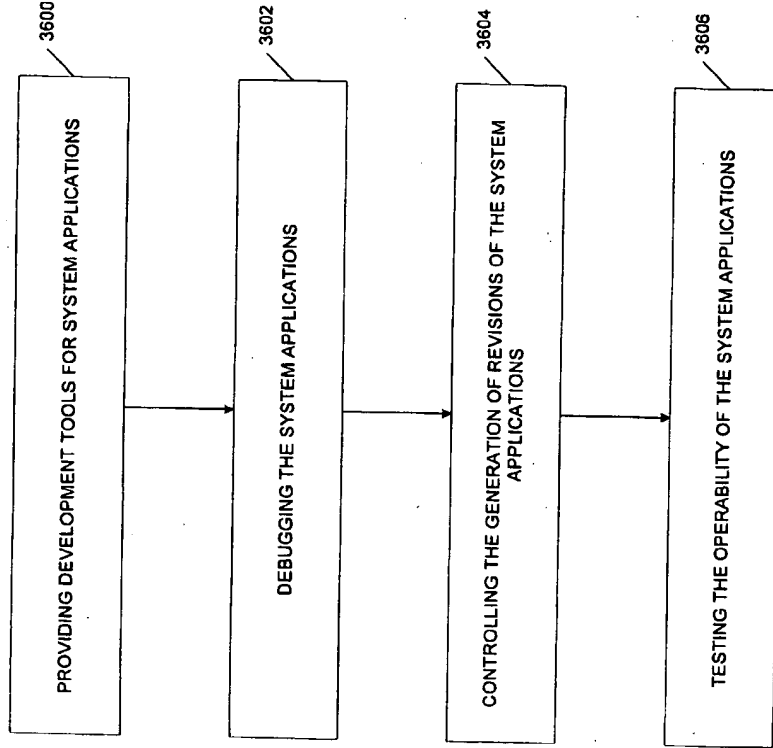 3600
PROVIDING DEVELOPMENT TOOLS FOR SYSTEM APPLICATIONS
3602
DEBUGGING THE SYSTEM APPLICATIONS
3604
CONTROLLING THE GENERATION OF REVISIONS OF THE SYSTEM
APPLICATIONS
3606
TESTING THE OPERABILITY OF THE SYSTEM APPLICATIONS